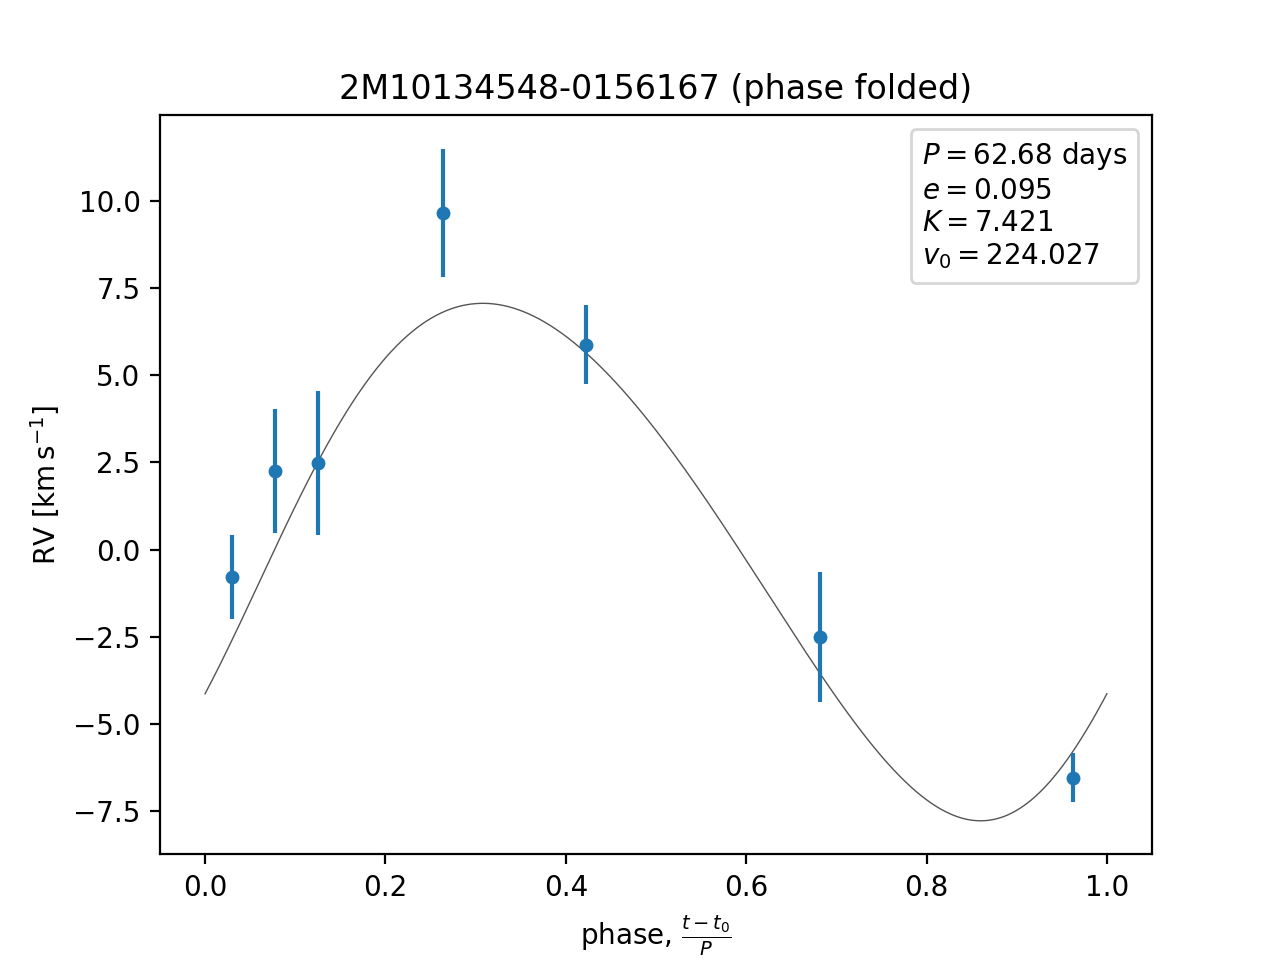 2M10134548-0156167 (phase folded)
P = 62.68 days
e = 0.095
K = 7.421
v₀ = 224.027
10.0
7.5
5.0
2.5
0.0
−2.5
−5.0
−7.5
RV [km s⁻¹]
0.0 0.2 0.4 0.6 0.8 1.0
phase, (t − t₀)/P